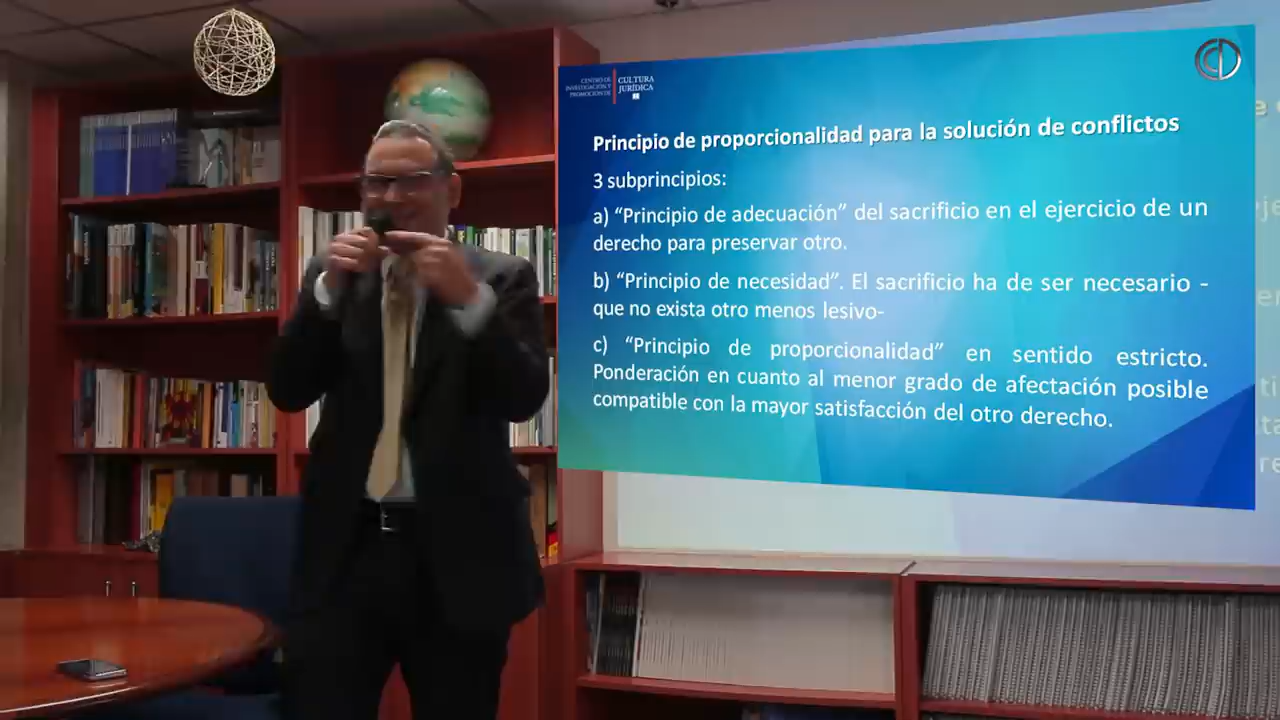 CENTRO DE
INVESTIGACIÓN Y
PROMOCIÓN DE
CULTURA
JURÍDICA
Principio de proporcionalidad para la solución de conflictos
3 subprincipios:
a) “Principio de adecuación” del sacrificio en el ejercicio de un
derecho para preservar otro.
b) “Principio de necesidad”. El sacrificio ha de ser necesario -
que no exista otro menos lesivo-
c) “Principio de proporcionalidad” en sentido estricto.
Ponderación en cuanto al menor grado de afectación posible
compatible con la mayor satisfacción del otro derecho.